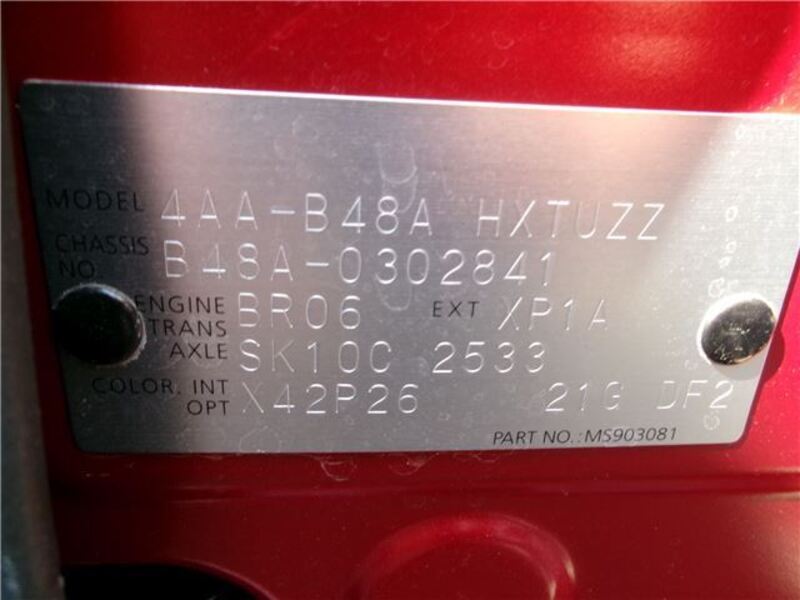 MODEL 4AA-B48A HXTUZZ
CHASSIS NO. B48A-0302841
ENGINE BR06 EXT XP1A
TRANS
AXLE SK10C 2533
COLOR. INT X42P26 21G DF2
OPT
PART NO.: MS903081